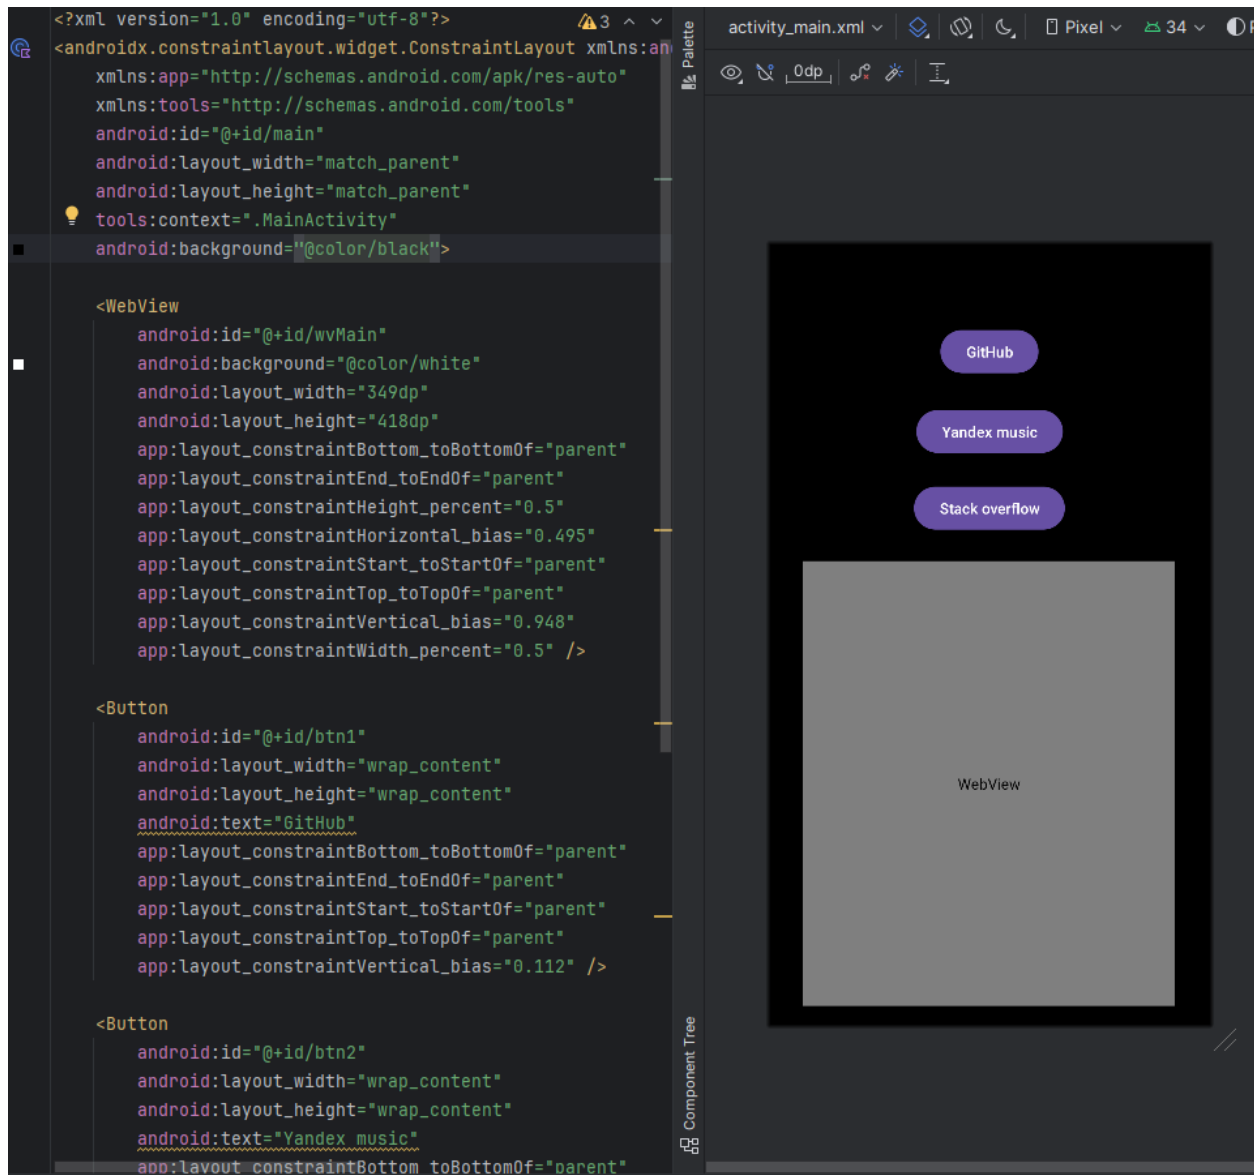 <?xml version="1.0" encoding="utf-8"?>
3
<androidx.constraintlayout.widget.ConstraintLayout xmlns:an
xmlns:app="http://schemas.android.com/apk/res-auto"
xmlns:tools="http://schemas.android.com/tools"
android:id="@+id/main"
android:layout_width="match_parent"
android:layout_height="match_parent"
tools:context=".MainActivity"
android:background="@color/black">
<WebView
android:id="@+id/wvMain"
android:background="@color/white"
android:layout_width="349dp"
android:layout_height="418dp"
app:layout_constraintBottom_toBottomOf="parent"
app:layout_constraintEnd_toEndOf="parent"
app:layout_constraintHeight_percent="0.5"
app:layout_constraintHorizontal_bias="0.495"
app:layout_constraintStart_toStartOf="parent"
app:layout_constraintTop_toTopOf="parent"
app:layout_constraintVertical_bias="0.948"
app:layout_constraintWidth_percent="0.5" />
<Button
android:id="@+id/btn1"
android:layout_width="wrap_content"
android:layout_height="wrap_content"
android:text="GitHub"
app:layout_constraintBottom_toBottomOf="parent"
app:layout_constraintEnd_toEndOf="parent"
app:layout_constraintStart_toStartOf="parent"
app:layout_constraintTop_toTopOf="parent"
app:layout_constraintVertical_bias="0.112" />
<Button
android:id="@+id/btn2"
android:layout_width="wrap_content"
android:layout_height="wrap_content"
android:text="Yandex music"
app:layout_constraintBottom_toBottomOf="parent"
Palette
Component Tree
activity_main.xml
Pixel
34
0dp
GitHub
Yandex music
Stack overflow
WebView